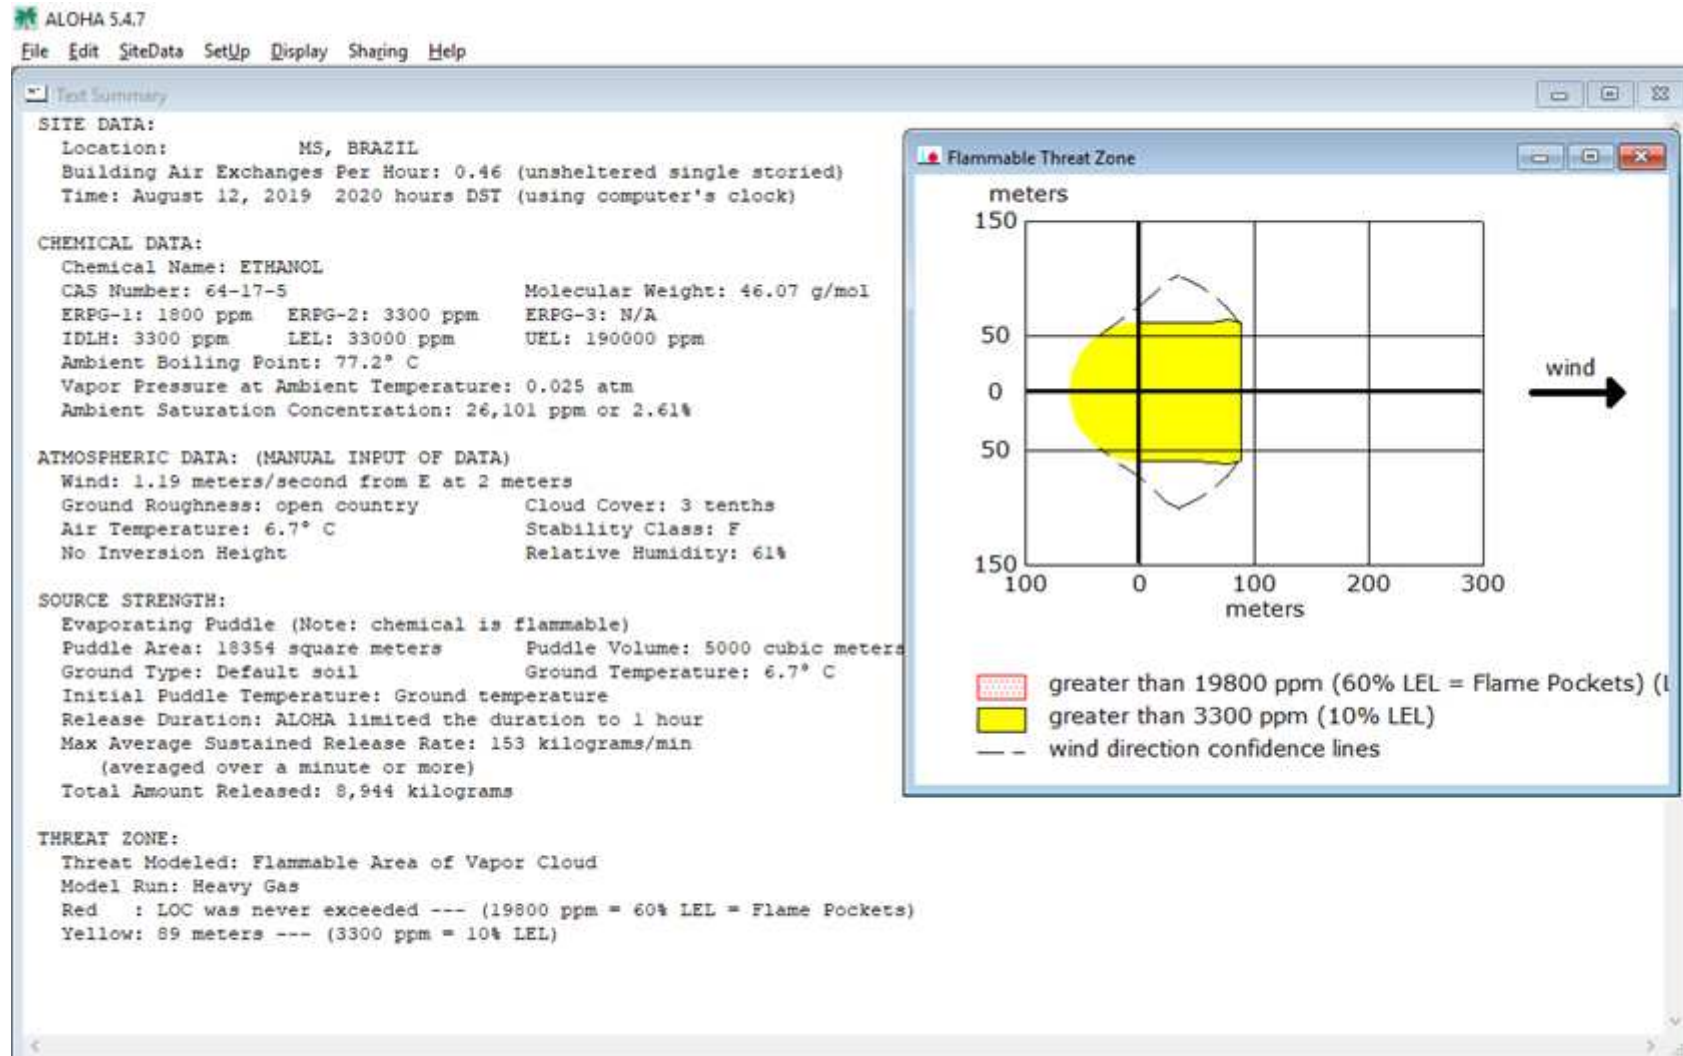 ALOHA 5.4.7
File Edit SiteData SetUp Display Sharing Help
Text Summary
SITE DATA:
Location: MS, BRAZIL
Building Air Exchanges Per Hour: 0.46 (unsheltered single storied)
Time: August 12, 2019 2020 hours DST (using computer's clock)
CHEMICAL DATA:
Chemical Name: ETHANOL
CAS Number: 64-17-5 Molecular Weight: 46.07 g/mol
ERPG-1: 1800 ppm ERPG-2: 3300 ppm ERPG-3: N/A
IDLH: 3300 ppm LEL: 33000 ppm UEL: 190000 ppm
Ambient Boiling Point: 77.2° C
Vapor Pressure at Ambient Temperature: 0.025 atm
Ambient Saturation Concentration: 26,101 ppm or 2.61%
ATMOSPHERIC DATA: (MANUAL INPUT OF DATA)
Wind: 1.19 meters/second from E at 2 meters
Ground Roughness: open country Cloud Cover: 3 tenths
Air Temperature: 6.7° C Stability Class: F
No Inversion Height Relative Humidity: 61%
SOURCE STRENGTH:
Evaporating Puddle (Note: chemical is flammable)
Puddle Area: 18354 square meters Puddle Volume: 5000 cubic meters
Ground Type: Default soil Ground Temperature: 6.7° C
Initial Puddle Temperature: Ground temperature
Release Duration: ALOHA limited the duration to 1 hour
Max Average Sustained Release Rate: 153 kilograms/min
(averaged over a minute or more)
Total Amount Released: 8,944 kilograms
THREAT ZONE:
Threat Modeled: Flammable Area of Vapor Cloud
Model Run: Heavy Gas
Red : LOC was never exceeded --- (19800 ppm = 60% LEL = Flame Pockets)
Yellow: 89 meters --- (3300 ppm = 10% LEL)
Flammable Threat Zone
meters
150
50
0
50
150
100 0 100 200 300
meters
wind
greater than 19800 ppm (60% LEL = Flame Pockets) (L
greater than 3300 ppm (10% LEL)
wind direction confidence lines